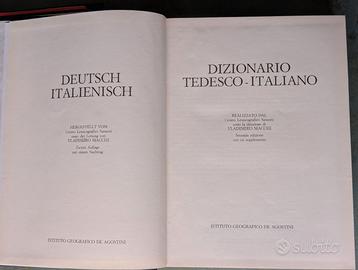 DEUTSCH
ITALIENISCH
HERGESTELLT VOM
Centro Lessicografico Sansoni
unter der Leitung von
VLADIMIRO MACCHI
Zweite Auflage
mit einem Nachtrag
ISTITUTO GEOGRAFICO DE AGOSTINI
DIZIONARIO
TEDESCO-ITALIANO
REALIZZATO DAL
Centro Lessicografico Sansoni
sotto la direzione di
VLADIMIRO MACCHI
Seconda edizione
con un supplemento
ISTITUTO GEOGRAFICO DE AGOSTINI
subito